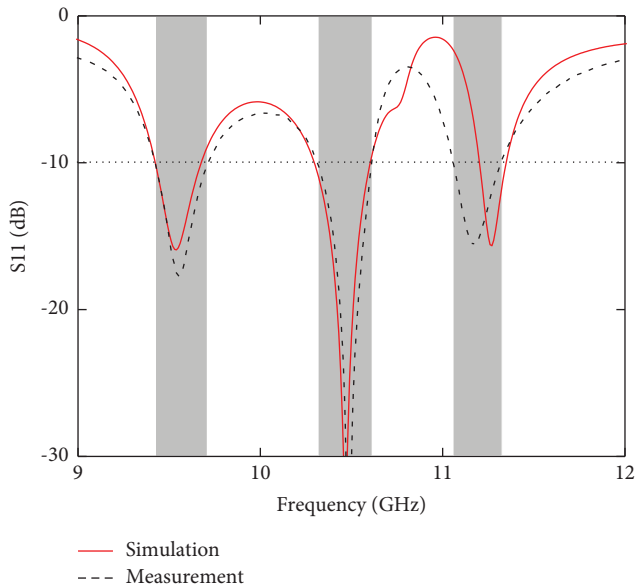 0
-10
-20
-30
S11 (dB)
9
10
11
12
Frequency (GHz)
Simulation
Measurement